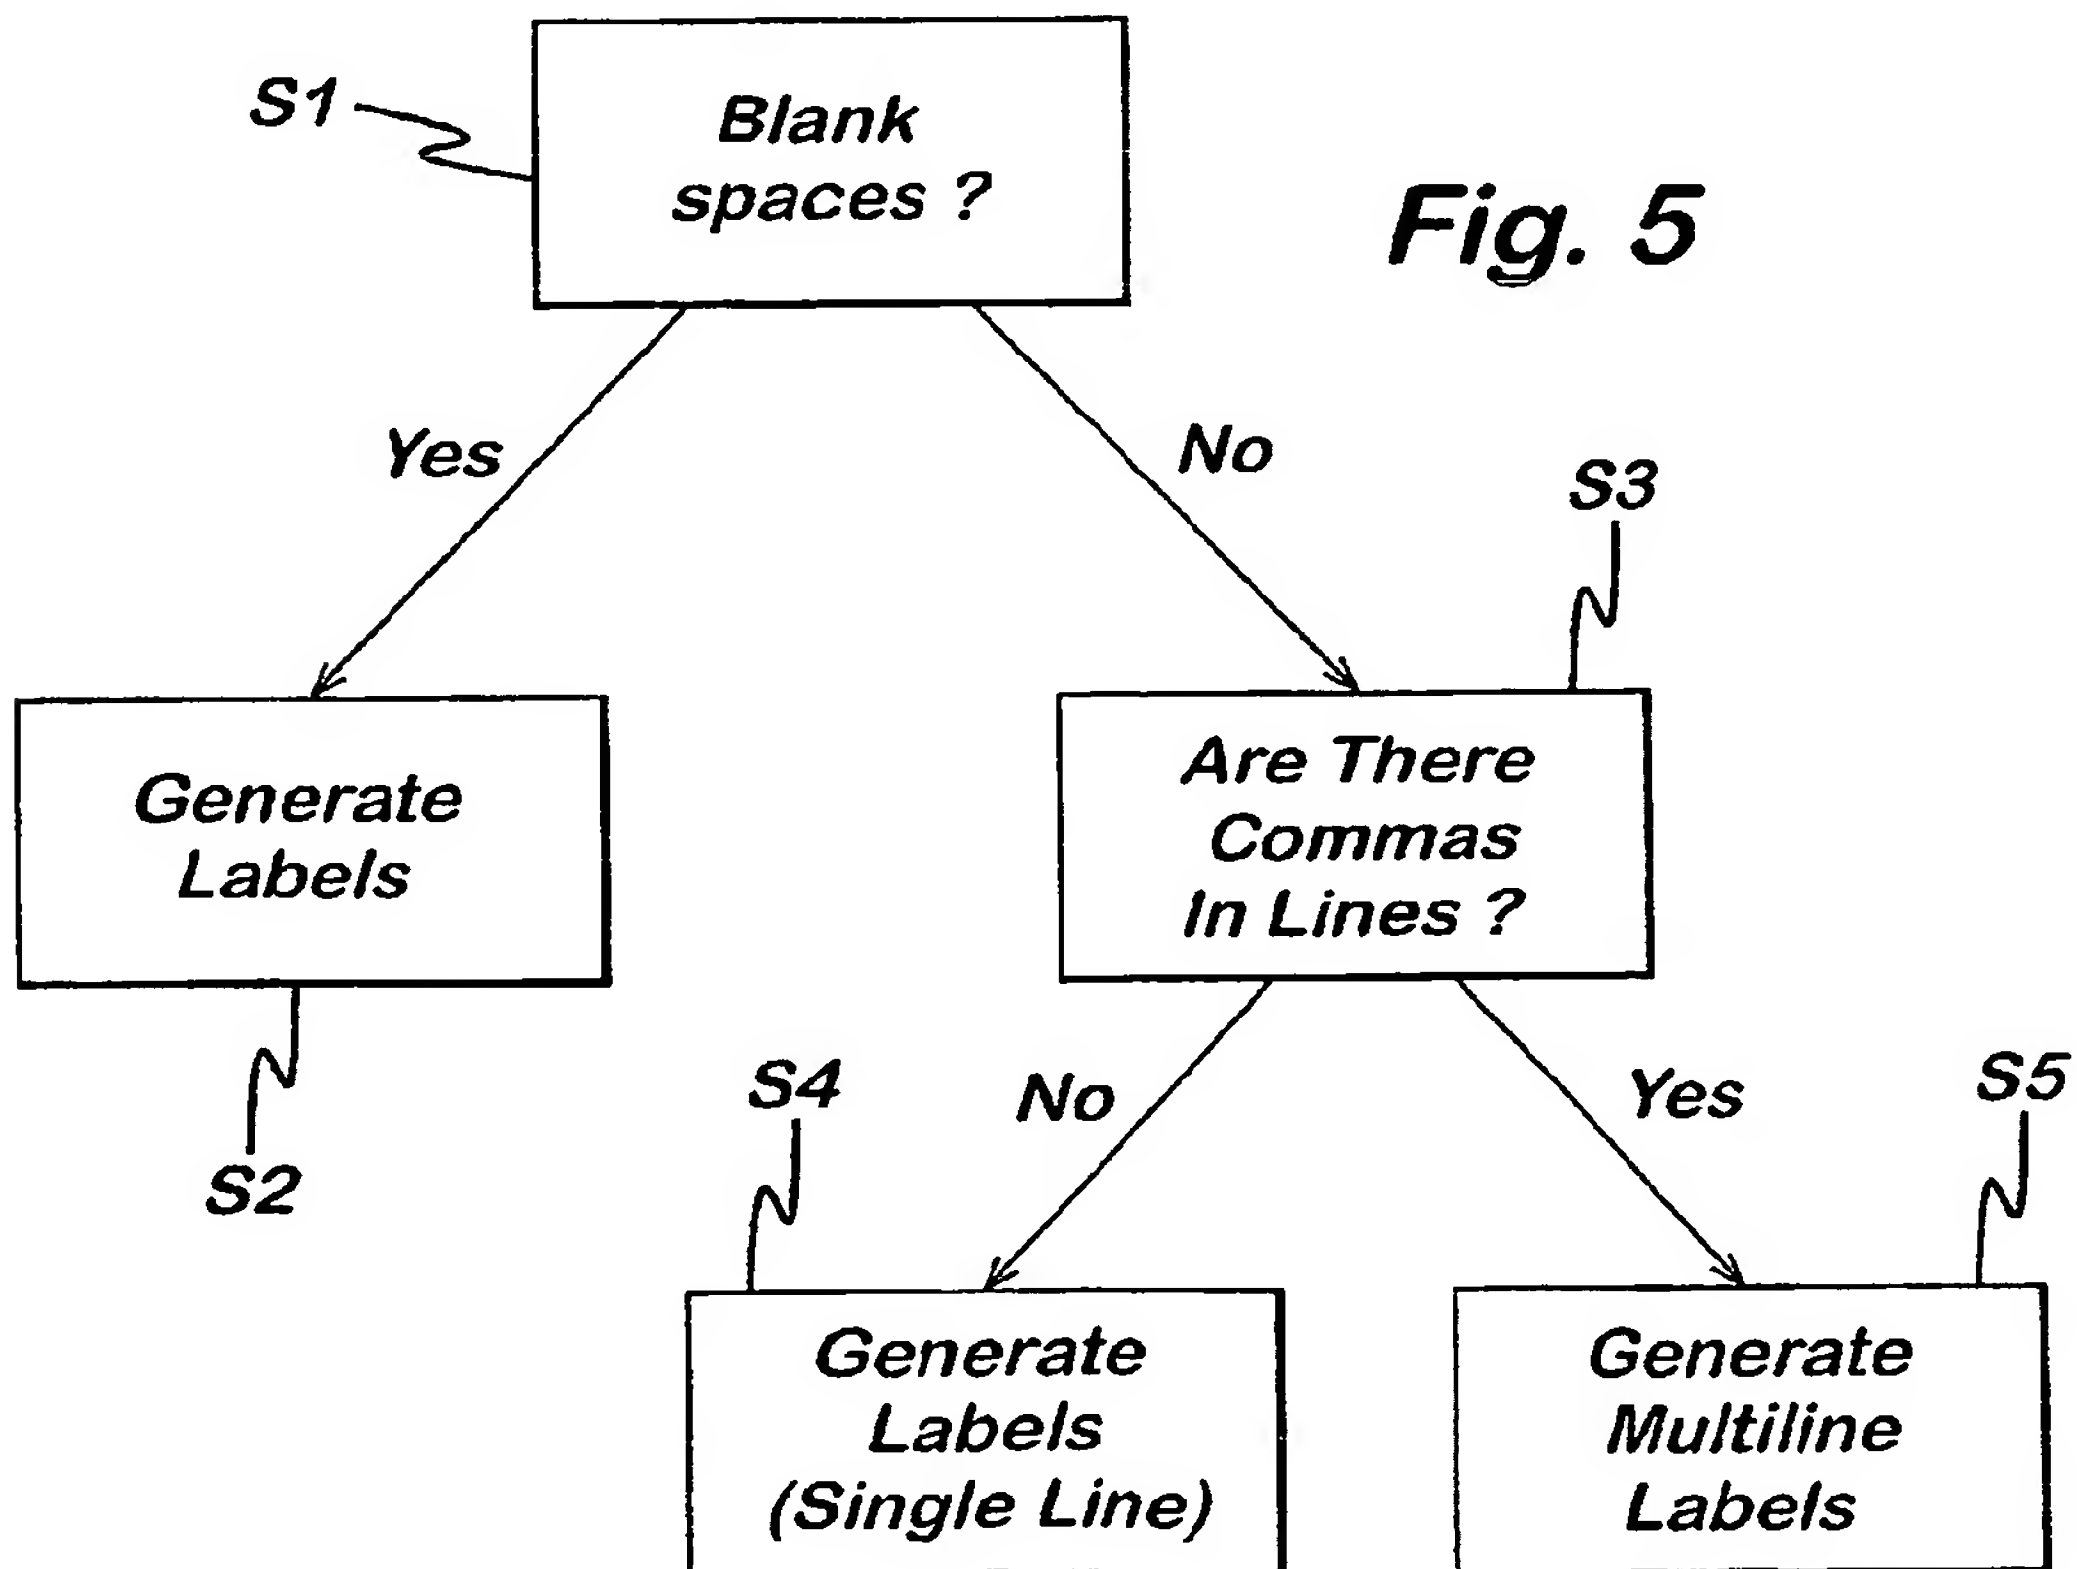 S1
Blank
spaces ?
Fig. 5
Yes
No
S3
Generate
Labels
Are There
Commas
In Lines ?
S2
S4
No
Yes
S5
Generate
Labels
(Single Line)
Generate
Multiline
Labels